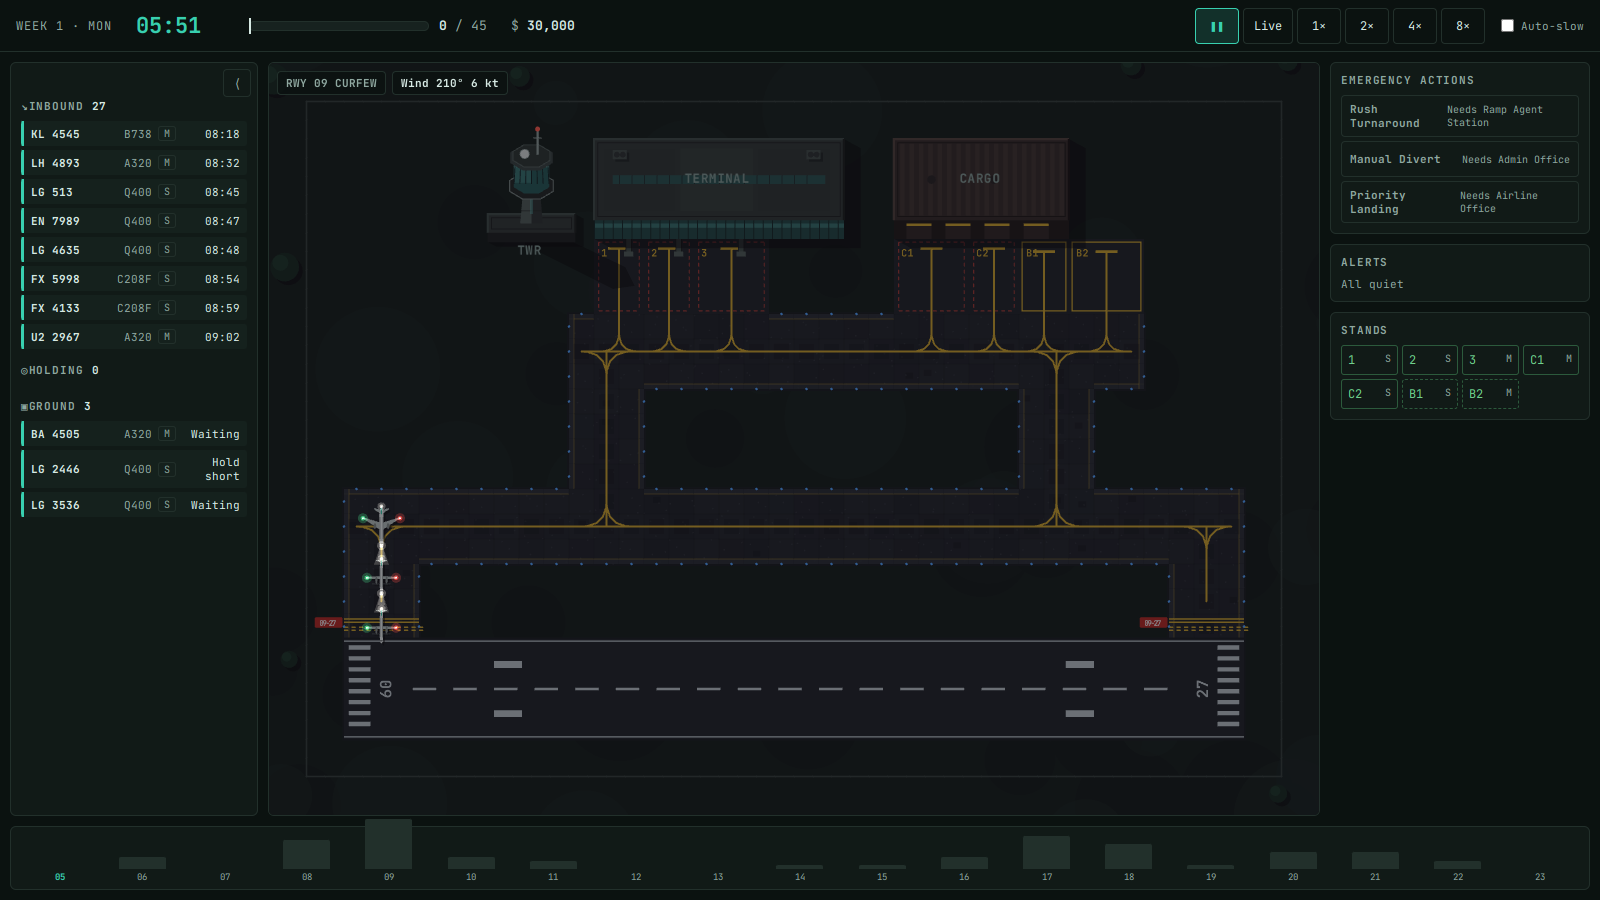 WEEK 1 · MON 05:51 0 / 45 $ 30,000 Live 1× 2× 4× 8× Auto-slow
INBOUND 27
KL 4545 B738 M 08:18
LH 4893 A320 M 08:32
LG 513 Q400 S 08:45
EN 7989 Q400 S 08:47
LG 4635 Q400 S 08:48
FX 5998 C208F S 08:54
FX 4133 C208F S 08:59
U2 2967 A320 M 09:02
HOLDING 0
GROUND 3
BA 4505 A320 M Waiting
LG 2446 Q400 S Hold
short
LG 3536 Q400 S Waiting
RWY 09 CURFEW Wind 210° 6 kt
TERMINAL CARGO
TWR
1 2 3 C1 C2 B1 B2
09-27 09-27
09 27
EMERGENCY ACTIONS
Rush
Turnaround
Needs Ramp Agent
Station
Manual Divert Needs Admin Office
Priority
Landing
Needs Airline
Office
ALERTS
All quiet
STANDS
1 S 2 S 3 M C1 M
C2 S B1 S B2 M
05 06 07 08 09 10 11 12 13 14 15 16 17 18 19 20 21 22 23